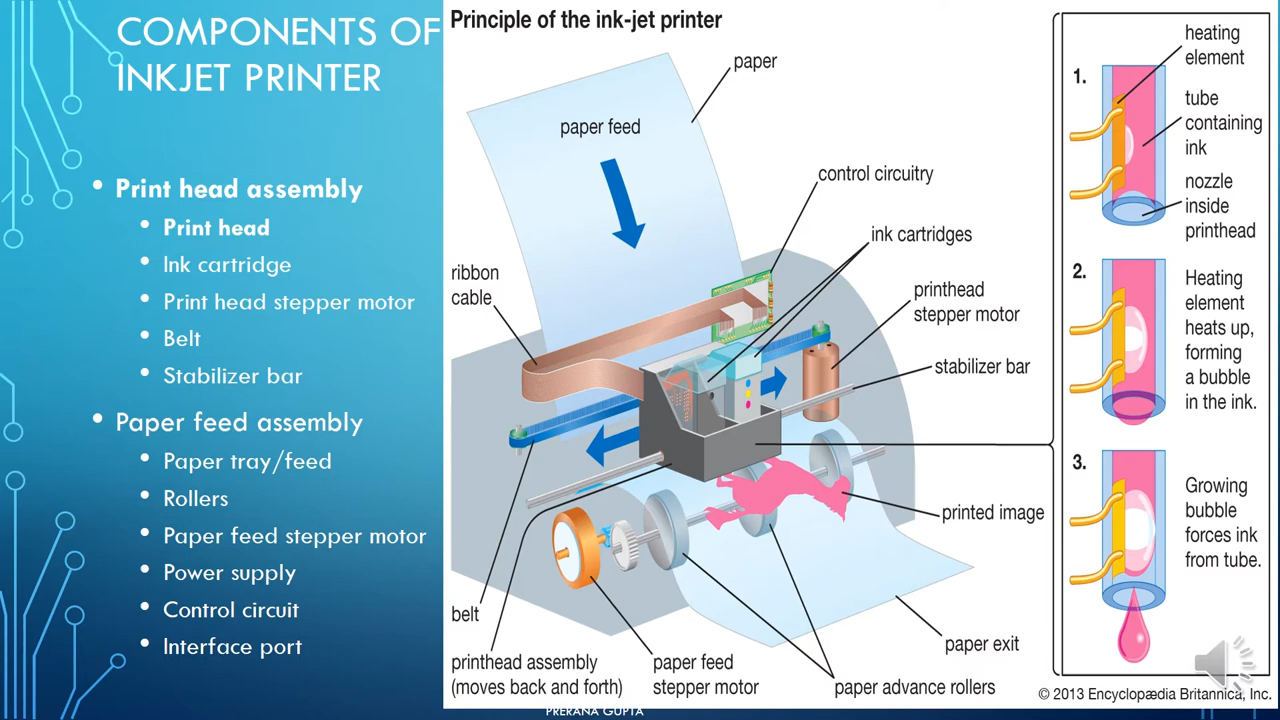 COMPONENTS OF
INKJET PRINTER
• Print head assembly
• Print head
• Ink cartridge
• Print head stepper motor
• Belt
• Stabilizer bar
• Paper feed assembly
• Paper tray/feed
• Rollers
• Paper feed stepper motor
• Power supply
• Control circuit
• Interface port
PRERANA GUPTA
Principle of the ink-jet printer
paper
paper feed
control circuitry
ink cartridges
ribbon
cable
printhead
stepper motor
stabilizer bar
printed image
belt
paper exit
printhead assembly
(moves back and forth)
paper feed
stepper motor
paper advance rollers
1.
heating
element
tube
containing
ink
nozzle
inside
printhead
2.
Heating
element
heats up,
forming
a bubble
in the ink.
3.
Growing
bubble
forces ink
from tube.
© 2013 Encyclopædia Britannica, Inc.